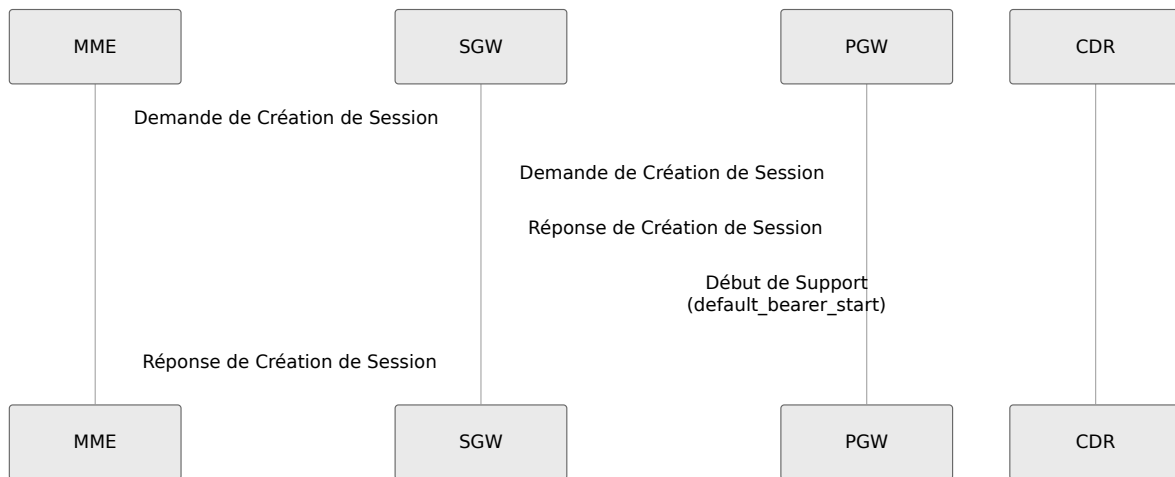 MME
SGW
PGW
CDR
Demande de Création de Session
Demande de Création de Session
Réponse de Création de Session
Début de Support
(default_bearer_start)
Réponse de Création de Session
MME
SGW
PGW
CDR